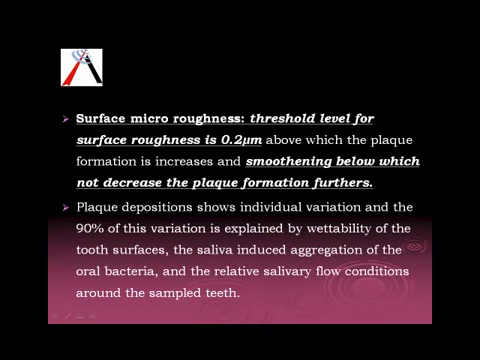 Surface micro roughness: threshold level for
surface roughness is 0.2µm above which the plaque
formation is increases and smoothening below which
not decrease the plaque formation furthers.
Plaque depositions shows individual variation and the
90% of this variation is explained by wettability of the
tooth surfaces, the saliva induced aggregation of the
oral bacteria, and the relative salivary flow conditions
around the sampled teeth.